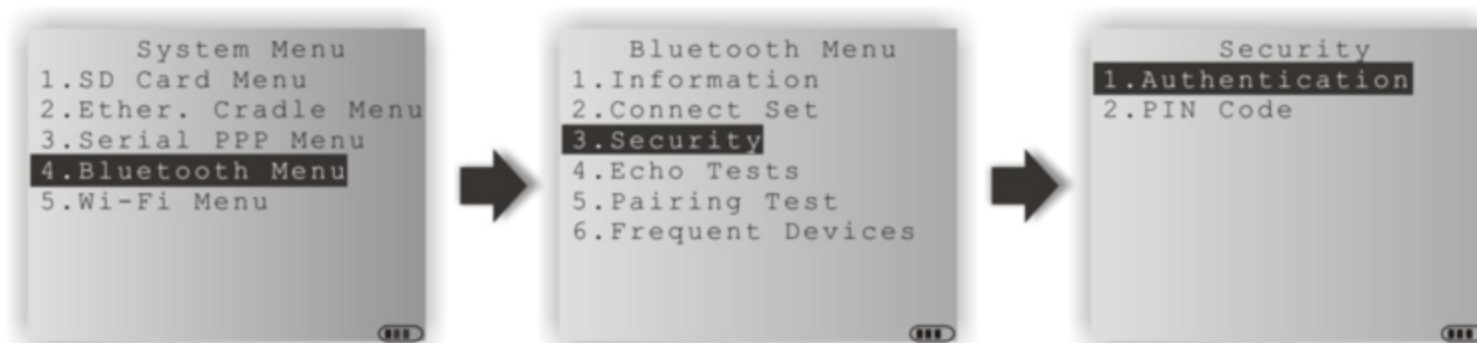 System Menu
1.SD Card Menu
2.Ether. Cradle Menu
3.Serial PPP Menu
4.Bluetooth Menu
5.Wi-Fi Menu
Bluetooth Menu
1.Information
2.Connect Set
3.Security
4.Echo Tests
5.Pairing Test
6.Frequent Devices
Security
1.Authentication
2.PIN Code